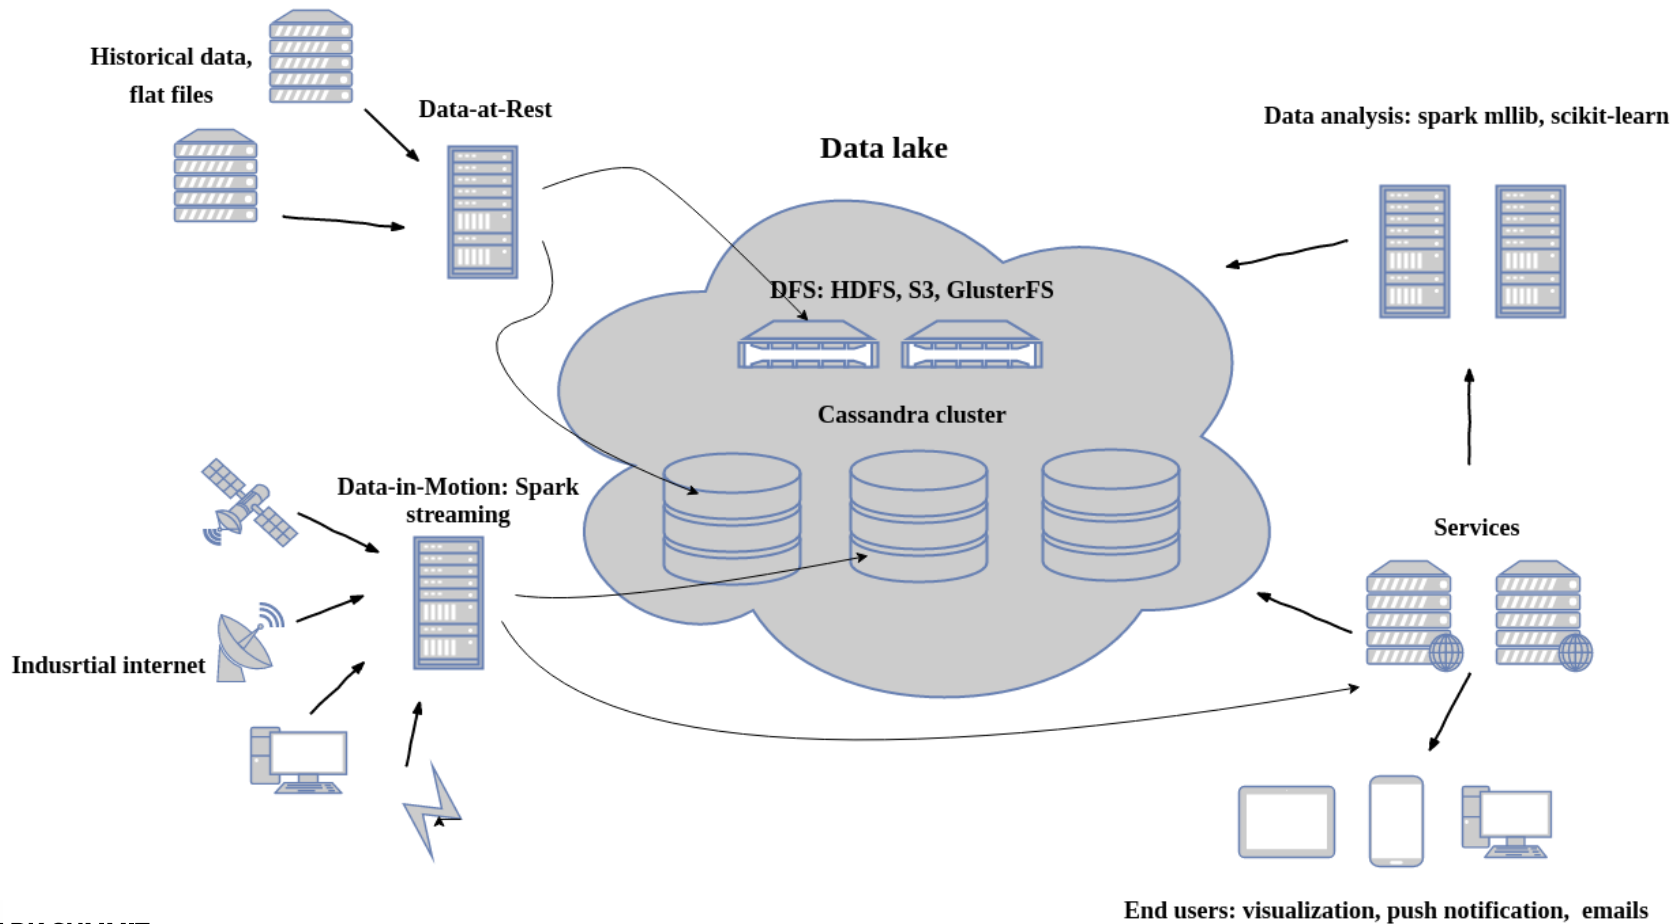 Historical data,
flat files
Data-at-Rest
Data lake
Data analysis: spark mllib, scikit-learn
DFS: HDFS, S3, GlusterFS
Cassandra cluster
Data-in-Motion: Spark
streaming
Services
Indusrtial internet
End users: visualization, push notification, emails